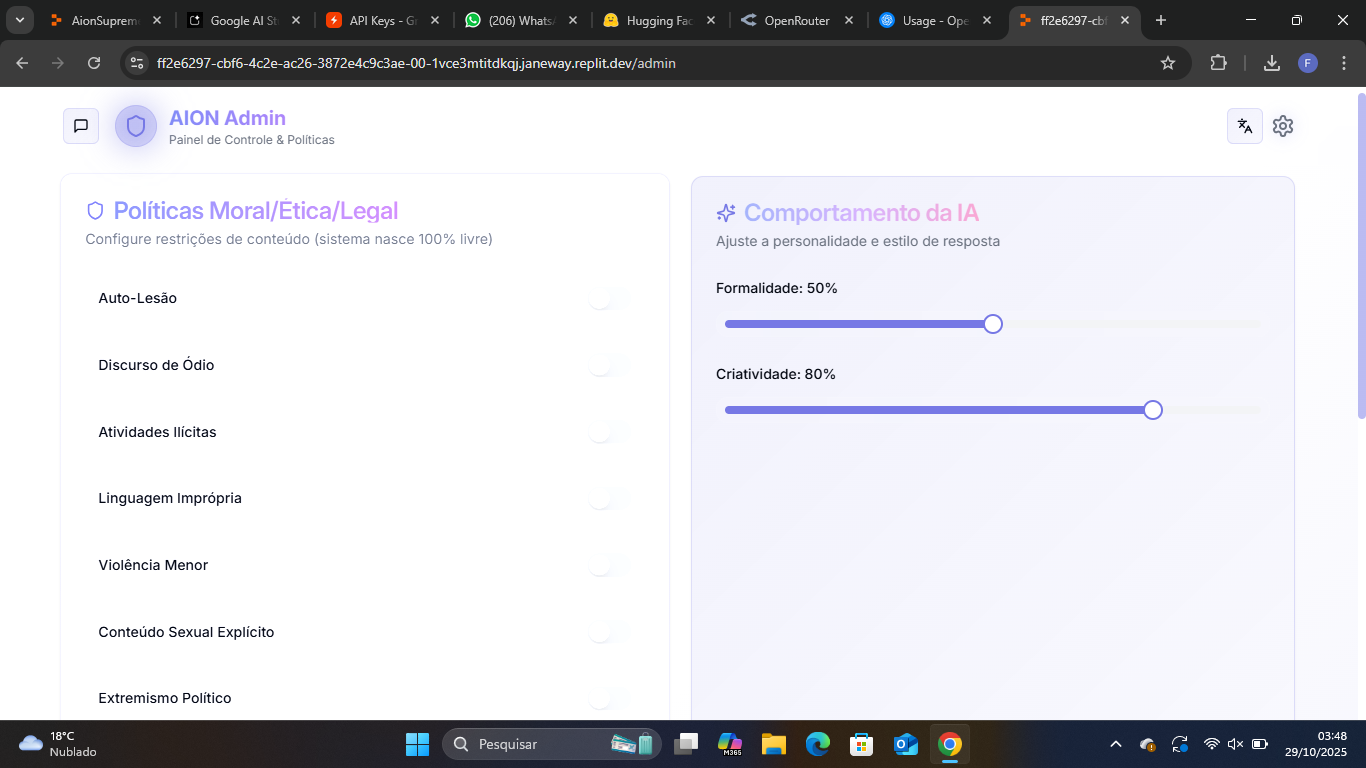 AionSuprem
Google AI St
API Keys - Gr
(206) Whats
Hugging Fac
OpenRouter
Usage - Ope
ff2e6297-cbf
ff2e6297-cbf6-4c2e-ac26-3872e4c9c3ae-00-1vce3mtitdkqj.janeway.replit.dev/admin
F
AION Admin
Painel de Controle & Políticas
Políticas Moral/Ética/Legal
Configure restrições de conteúdo (sistema nasce 100% livre)
Auto-Lesão
Discurso de Ódio
Atividades Ilícitas
Linguagem Imprópria
Violência Menor
Conteúdo Sexual Explícito
Extremismo Político
Comportamento da IA
Ajuste a personalidade e estilo de resposta
Formalidade: 50%
Criatividade: 80%
18°C
Nublado
Pesquisar
M365
03:48
29/10/2025